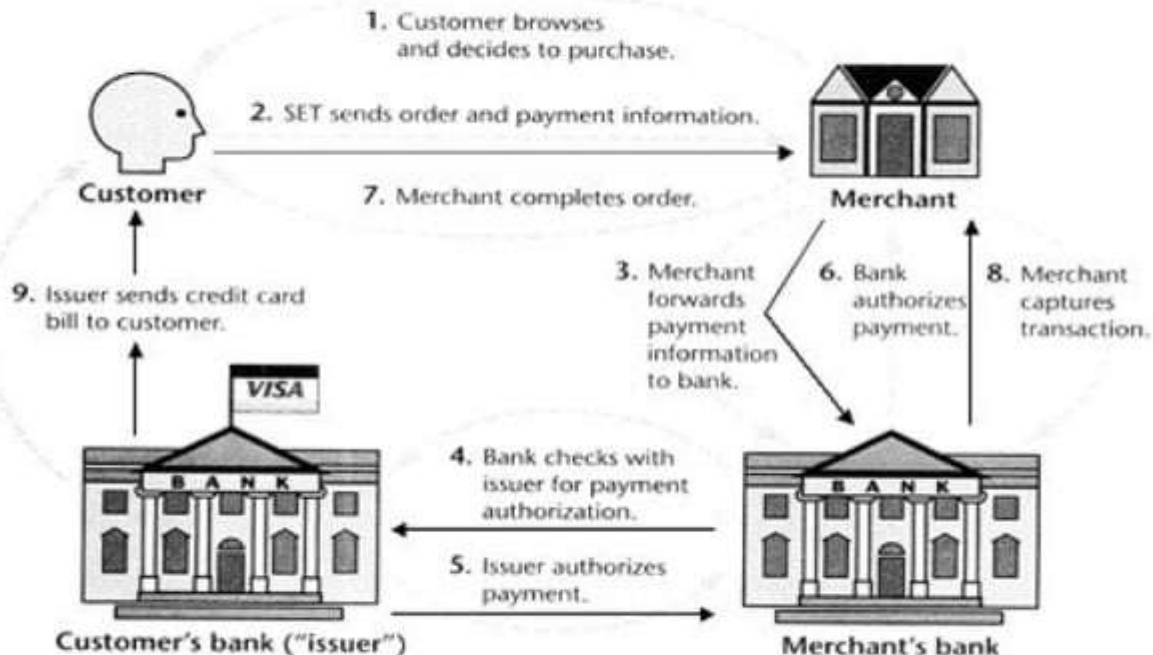 1. Customer browses
and decides to purchase.
2. SET sends order and payment information.
Customer
7. Merchant completes order.
Merchant
3. Merchant
forwards
payment
information
to bank.
6. Bank
authorizes
payment.
8. Merchant
captures
transaction.
9. Issuer sends credit card
bill to customer.
VISA
BANK
4. Bank checks with
issuer for payment
authorization.
BANK
5. Issuer authorizes
payment.
Customer's bank ("issuer")
Merchant's bank